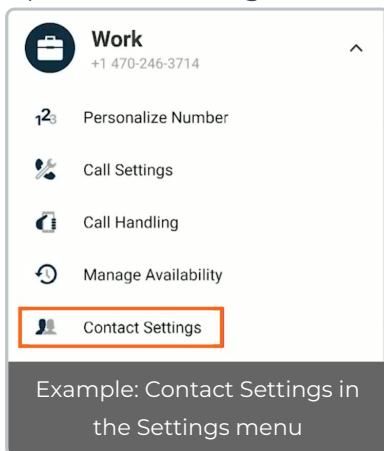 Work
+1 470-246-3714
123 Personalize Number
Call Settings
Call Handling
Manage Availability
Contact Settings
Example: Contact Settings in
the Settings menu